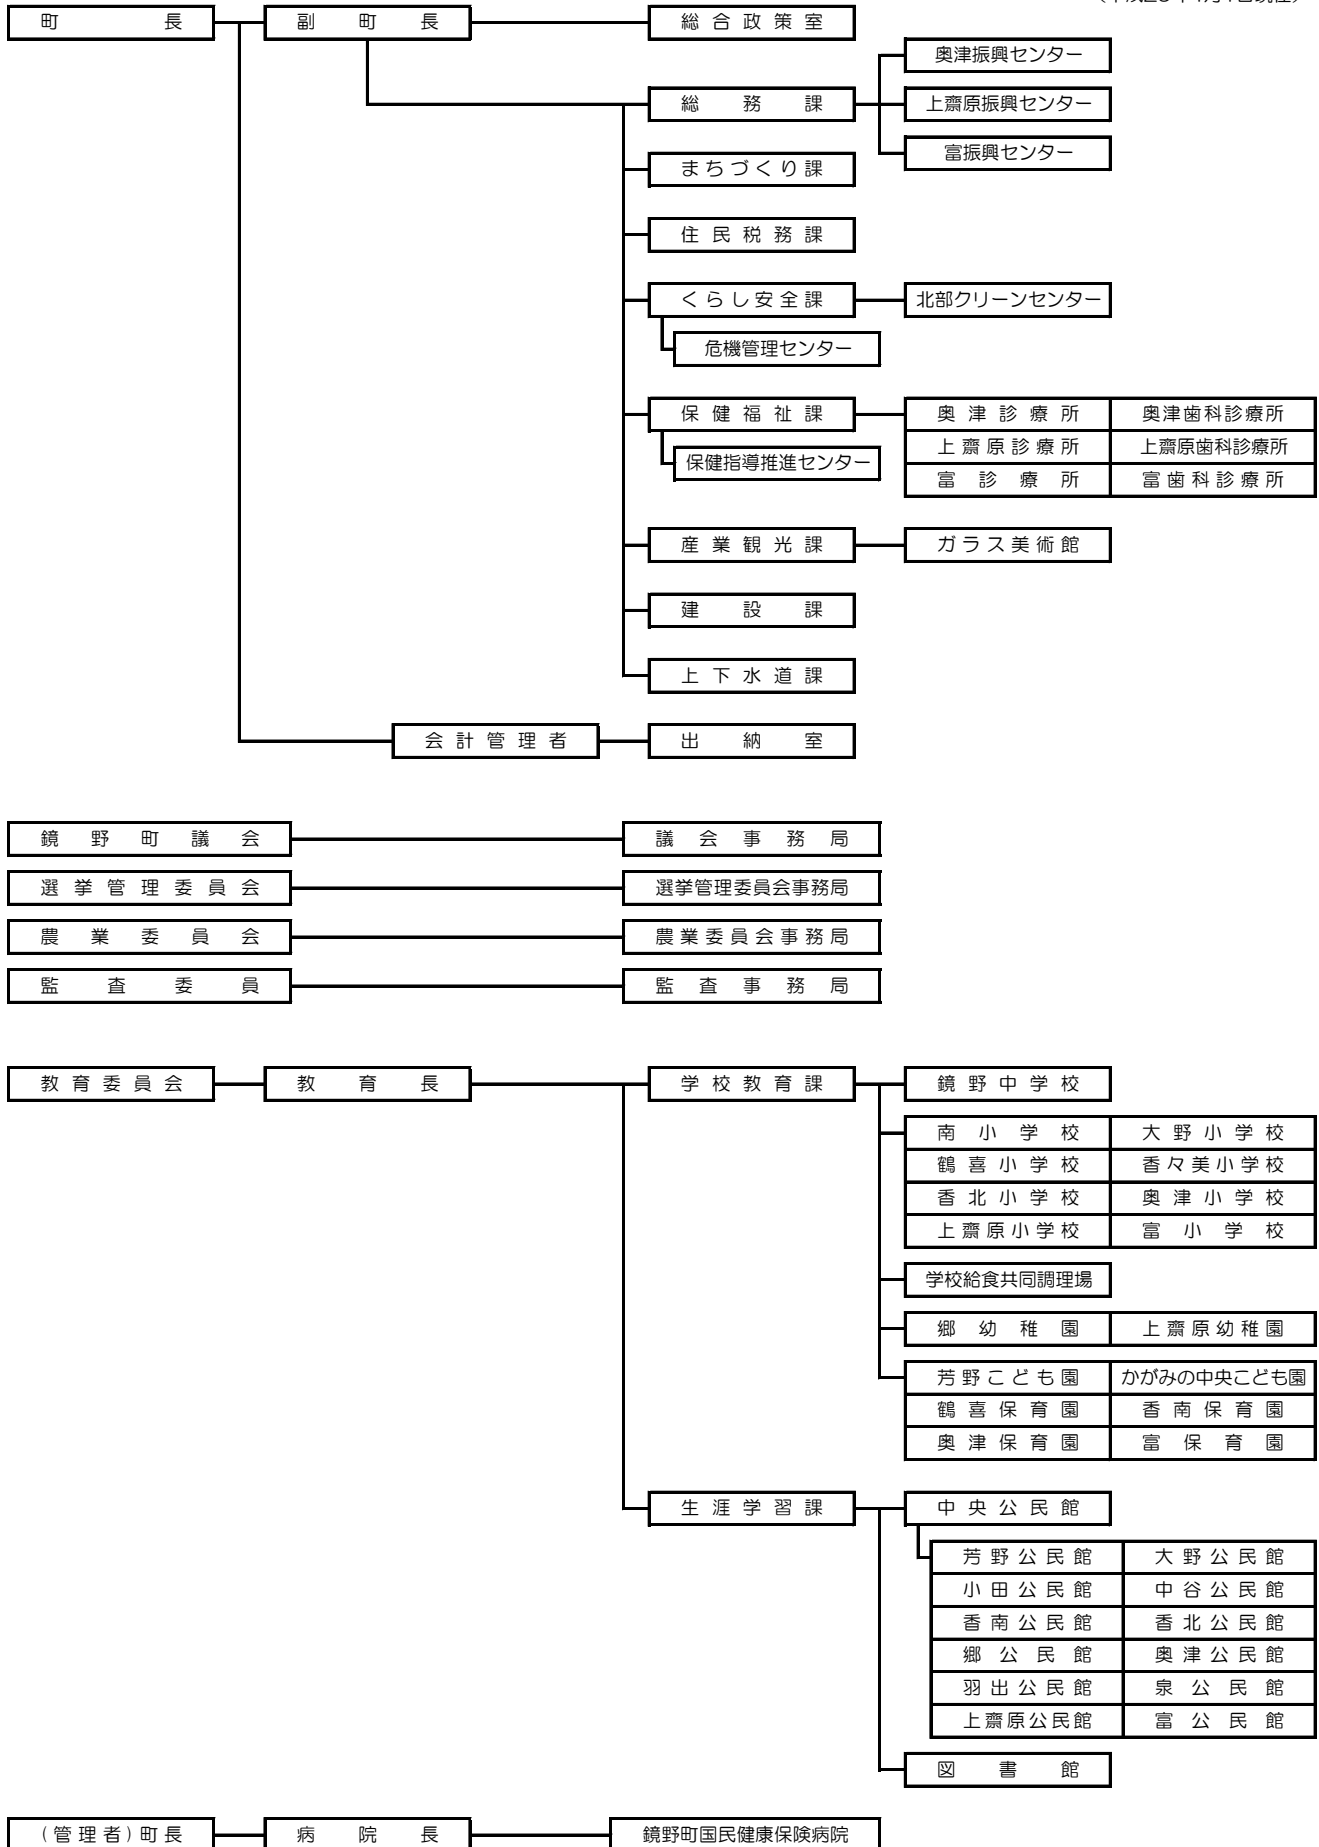 町長 副町長 総合政策室
奥津振興センター
総務課 上齋原振興センター
富振興センター
まちづくり課
住民税務課
くらし安全課 北部クリーンセンター
危機管理センター
保健福祉課 奥津診療所 奥津歯科診療所
上齋原診療所 上齋原歯科診療所
保健指導推進センター
富診療所 富歯科診療所
産業観光課 ガラス美術館
建設課
上下水道課
会計管理者 出納室
鏡野町議会 議会事務局
選挙管理委員会 選挙管理委員会事務局
農業委員会 農業委員会事務局
監査委員 監査事務局
教育委員会 教育長 学校教育課 鏡野中学校
南小学校 大野小学校
鶴喜小学校 香々美小学校
香北小学校 奥津小学校
上齋原小学校 富小学校
学校給食共同調理場
郷幼稚園 上齋原幼稚園
芳野こども園 かがみの中央こども園
鶴喜保育園 香南保育園
奥津保育園 富保育園
生涯学習課 中央公民館
芳野公民館 大野公民館
小田公民館 中谷公民館
香南公民館 香北公民館
郷公民館 奥津公民館
羽出公民館 泉公民館
上齋原公民館 富公民館
図書館
(管理者)町長 病院長 鏡野町国民健康保険病院